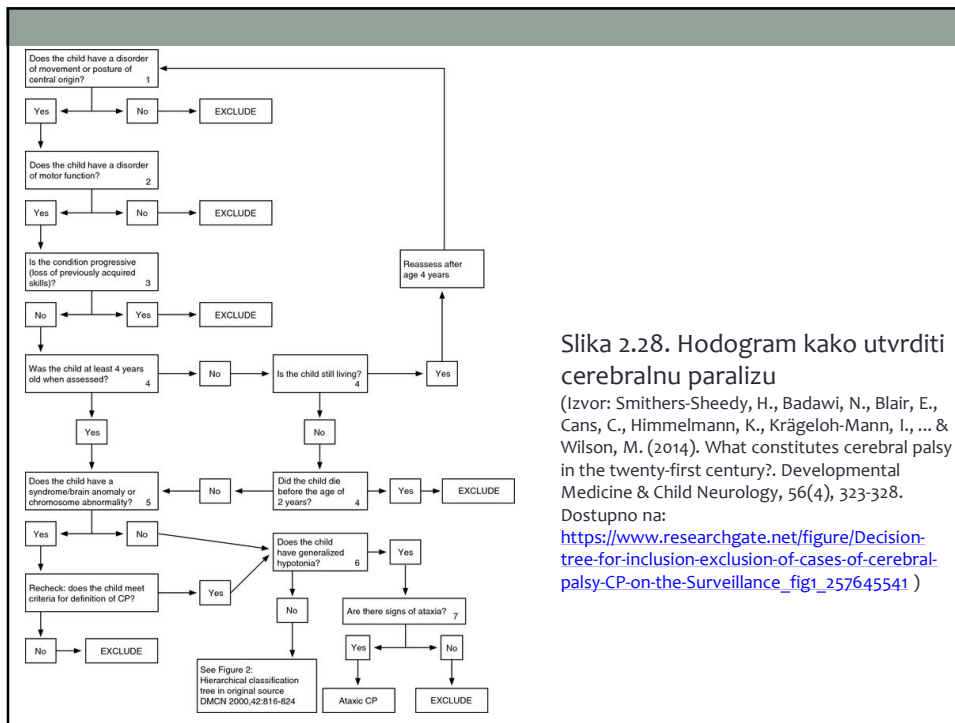 Does the child have a disorder
of movement or posture of
central origin? 1
Yes
No
EXCLUDE
Does the child have a disorder
of motor function?
2
Yes
No
EXCLUDE
Is the condition progressive
(loss of previously acquired
skills)? 3
Reassess after
age 4 years
No
Yes
EXCLUDE
Was the child at least 4 years
old when assessed? 4
No
Is the child still living?
4
Yes
Yes
No
Does the child have a
syndrome/brain anomaly or
chromosome abnormality? 5
No
Did the child die
before the age of
2 years? 4
Yes
EXCLUDE
Yes
No
Does the child
have generalized
hypotonia? 6
Yes
Recheck: does the child meet
criteria for definition of CP?
Yes
No
Are there signs of ataxia? 7
No
EXCLUDE
Yes
No
See Figure 2:
Hierarchical classification
tree in original source
DMCN 2000,42:816-824
Ataxic CP
EXCLUDE
Slika 2.28. Hodogram kako utvrditi
cerebralnu paralizu
(Izvor: Smithers-Sheedy, H., Badawi, N., Blair, E.,
Cans, C., Himmelmann, K., Krägeloh-Mann, I., ... &
Wilson, M. (2014). What constitutes cerebral palsy
in the twenty-first century?. Developmental
Medicine & Child Neurology, 56(4), 323-328.
Dostupno na:
https://www.researchgate.net/figure/Decision-
tree-for-inclusion-exclusion-of-cases-of-cerebral-
palsy-CP-on-the-Surveillance_fig1_257645541 )